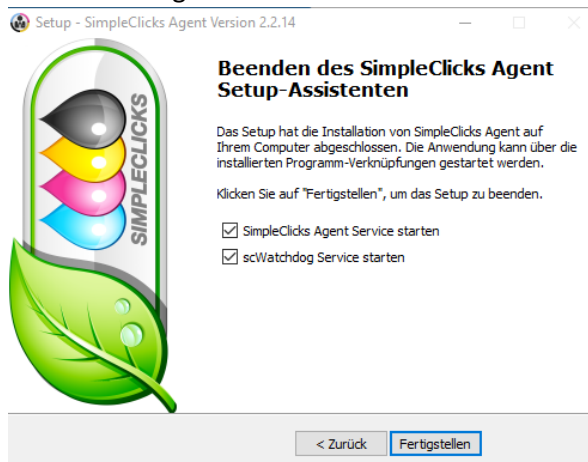 Setup - SimpleClicks Agent Version 2.2.14
SIMPLECLICKS
Beenden des SimpleClicks Agent
Setup-Assistenten
Das Setup hat die Installation von SimpleClicks Agent auf
Ihrem Computer abgeschlossen. Die Anwendung kann über die
installierten Programm-Verknüpfungen gestartet werden.
Klicken Sie auf "Fertigstellen", um das Setup zu beenden.
SimpleClicks Agent Service starten
scWatchdog Service starten
< Zurück
Fertigstellen